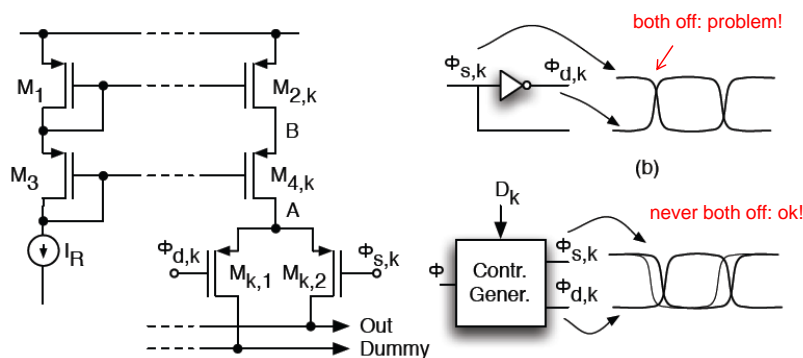 M1
M2,k
B
M3
M4,k
A
IR
Φd,k
Mk,1
Mk,2
Φs,k
Out
Dummy
both off: problem!
Φs,k
Φd,k
(b)
Dk
never both off: ok!
Φ
Contr.
Gener.
Φs,k
Φd,k